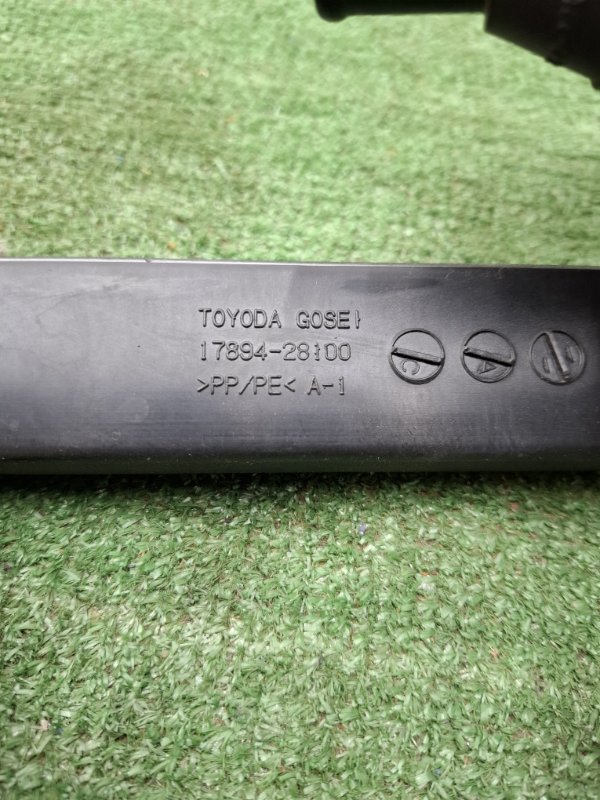 TOYODA GOSEI
17894-28100
>PP/PE< A-1
C
A